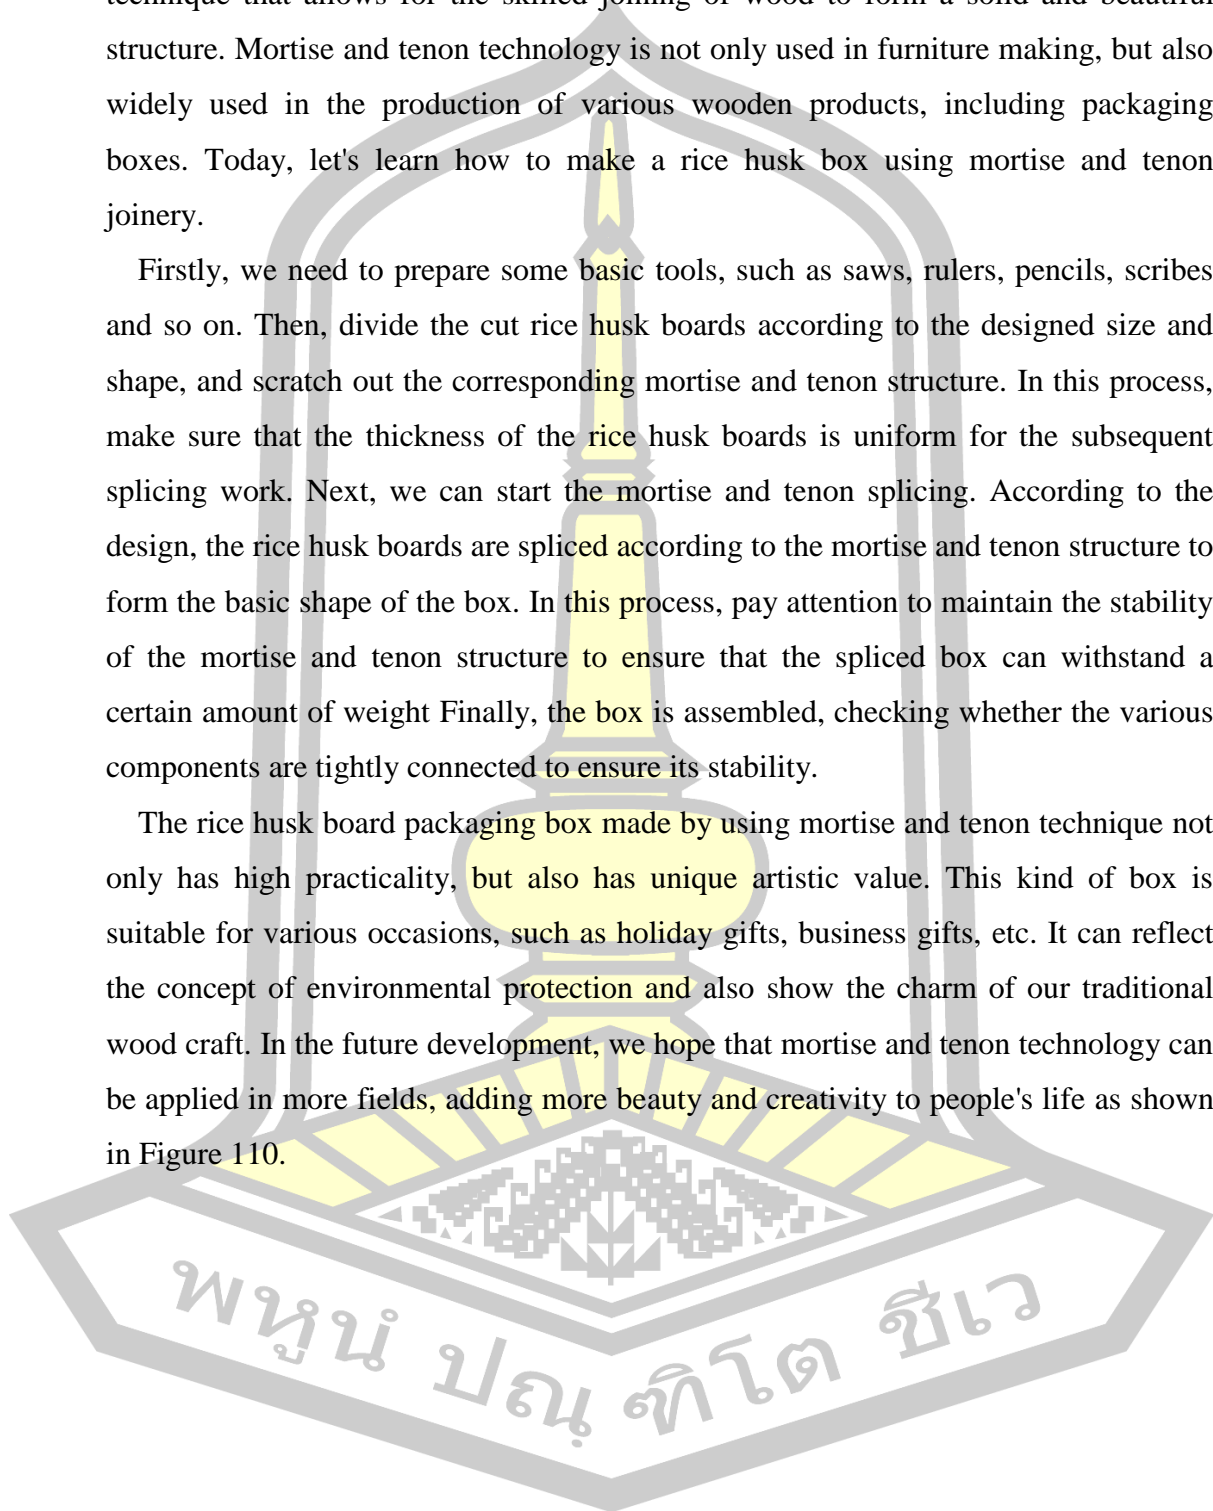 technique that allows for the skilled joining of wood to form a solid and beautiful
structure. Mortise and tenon technology is not only used in furniture making, but also
widely used in the production of various wooden products, including packaging
boxes. Today, let's learn how to make a rice husk box using mortise and tenon
joinery.
Firstly, we need to prepare some basic tools, such as saws, rulers, pencils, scribes
and so on. Then, divide the cut rice husk boards according to the designed size and
shape, and scratch out the corresponding mortise and tenon structure. In this process,
make sure that the thickness of the rice husk boards is uniform for the subsequent
splicing work. Next, we can start the mortise and tenon splicing. According to the
design, the rice husk boards are spliced according to the mortise and tenon structure to
form the basic shape of the box. In this process, pay attention to maintain the stability
of the mortise and tenon structure to ensure that the spliced box can withstand a
certain amount of weight Finally, the box is assembled, checking whether the various
components are tightly connected to ensure its stability.
The rice husk board packaging box made by using mortise and tenon technique not
only has high practicality, but also has unique artistic value. This kind of box is
suitable for various occasions, such as holiday gifts, business gifts, etc. It can reflect
the concept of environmental protection and also show the charm of our traditional
wood craft. In the future development, we hope that mortise and tenon technology can
be applied in more fields, adding more beauty and creativity to people's life as shown
in Figure 110.
พหูนํ ปณฺฑิโต ชีเว